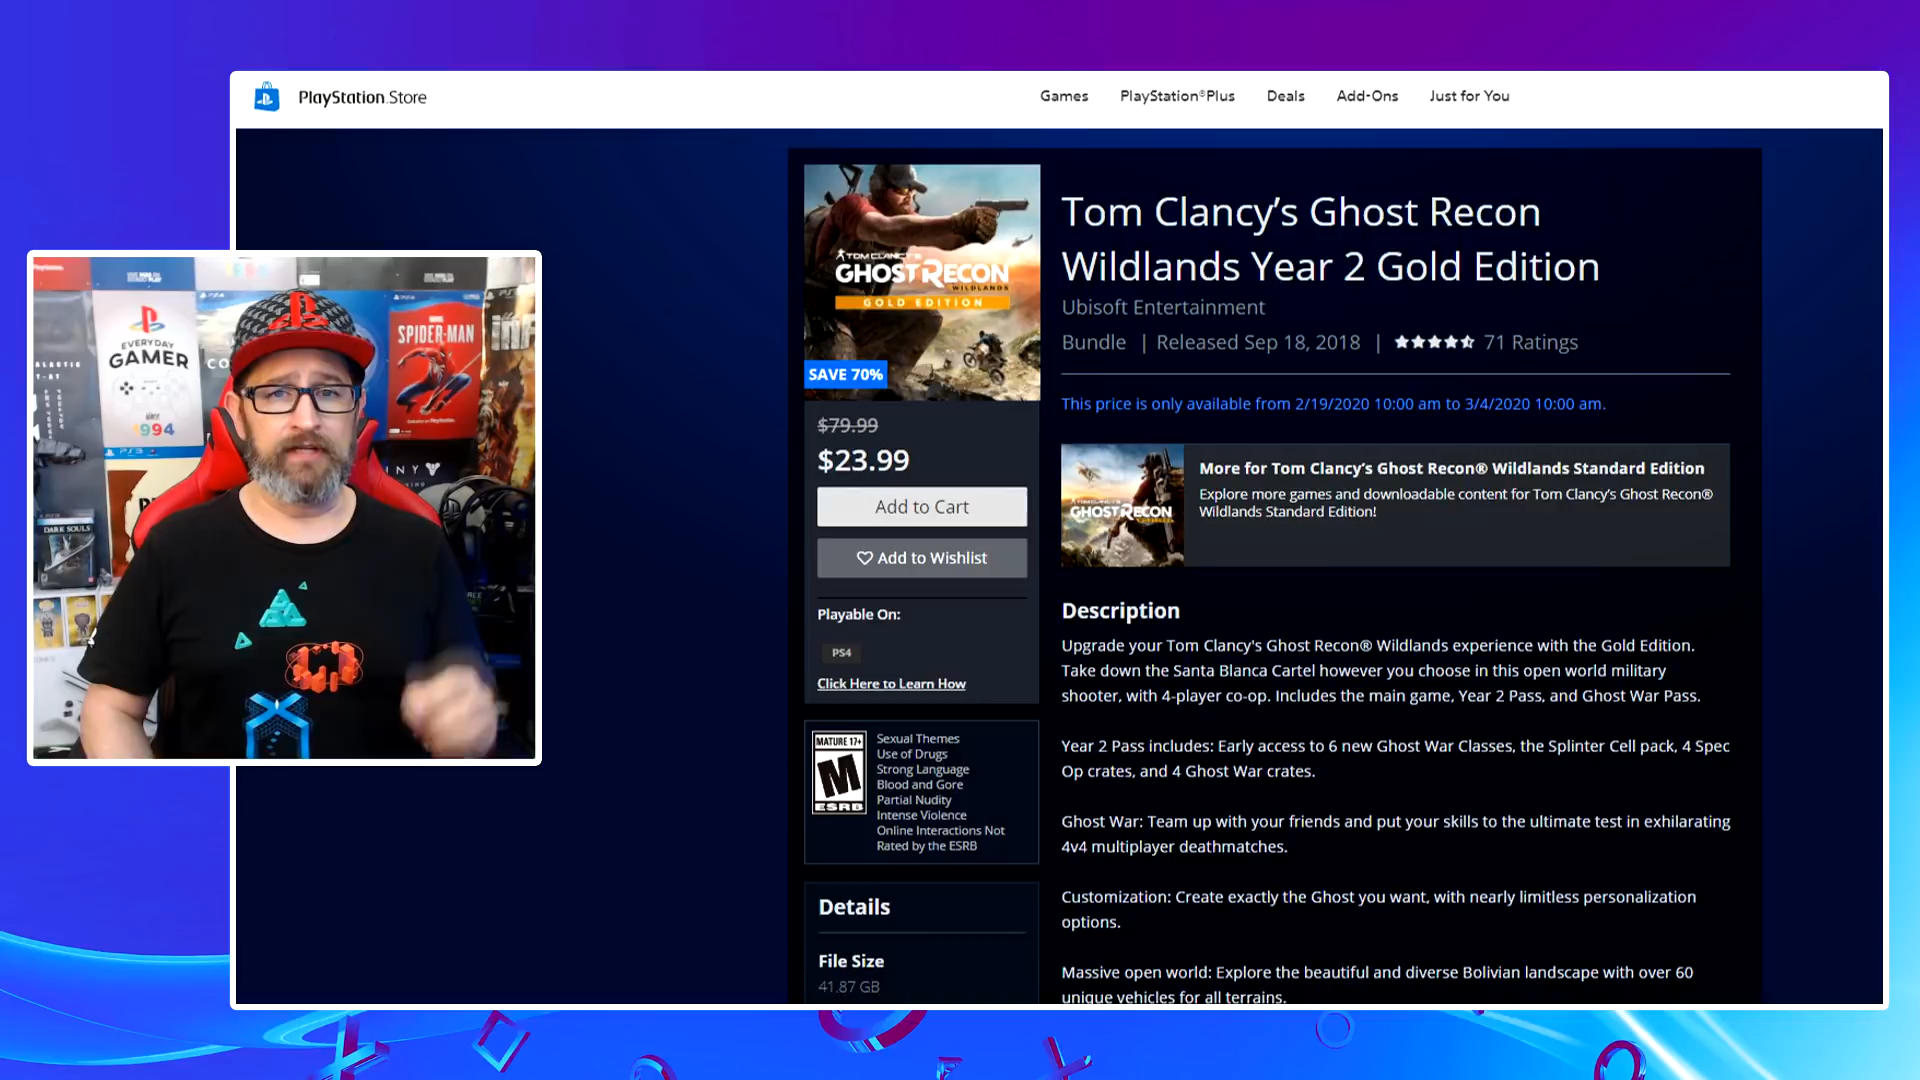 PlayStation Store
Games
PlayStation®Plus
Deals
Add-Ons
Just for You
TOM CLANCY'S
GHOST RECON
WILDLANDS
GOLD EDITION
SAVE 70%
$79.99
$23.99
Add to Cart
Add to Wishlist
Playable On:
PS4
Click Here to Learn How
MATURE 17+
M
ESRB
Sexual Themes
Use of Drugs
Strong Language
Blood and Gore
Partial Nudity
Intense Violence
Online Interactions Not
Rated by the ESRB
Details
File Size
41.87 GB
Tom Clancy’s Ghost Recon
Wildlands Year 2 Gold Edition
Ubisoft Entertainment
Bundle | Released Sep 18, 2018 | 71 Ratings
This price is only available from 2/19/2020 10:00 am to 3/4/2020 10:00 am.
GHOST RECON
More for Tom Clancy’s Ghost Recon® Wildlands Standard Edition
Explore more games and downloadable content for Tom Clancy’s Ghost Recon®
Wildlands Standard Edition!
Description
Upgrade your Tom Clancy's Ghost Recon® Wildlands experience with the Gold Edition.
Take down the Santa Blanca Cartel however you choose in this open world military
shooter, with 4-player co-op. Includes the main game, Year 2 Pass, and Ghost War Pass.
Year 2 Pass includes: Early access to 6 new Ghost War Classes, the Splinter Cell pack, 4 Spec
Op crates, and 4 Ghost War crates.
Ghost War: Team up with your friends and put your skills to the ultimate test in exhilarating
4v4 multiplayer deathmatches.
Customization: Create exactly the Ghost you want, with nearly limitless personalization
options.
Massive open world: Explore the beautiful and diverse Bolivian landscape with over 60
unique vehicles for all terrains.
EVERYDAY
GAMER
SINCE
1994
MARVEL
SPIDER-MAN
PS3
DARK SOULS